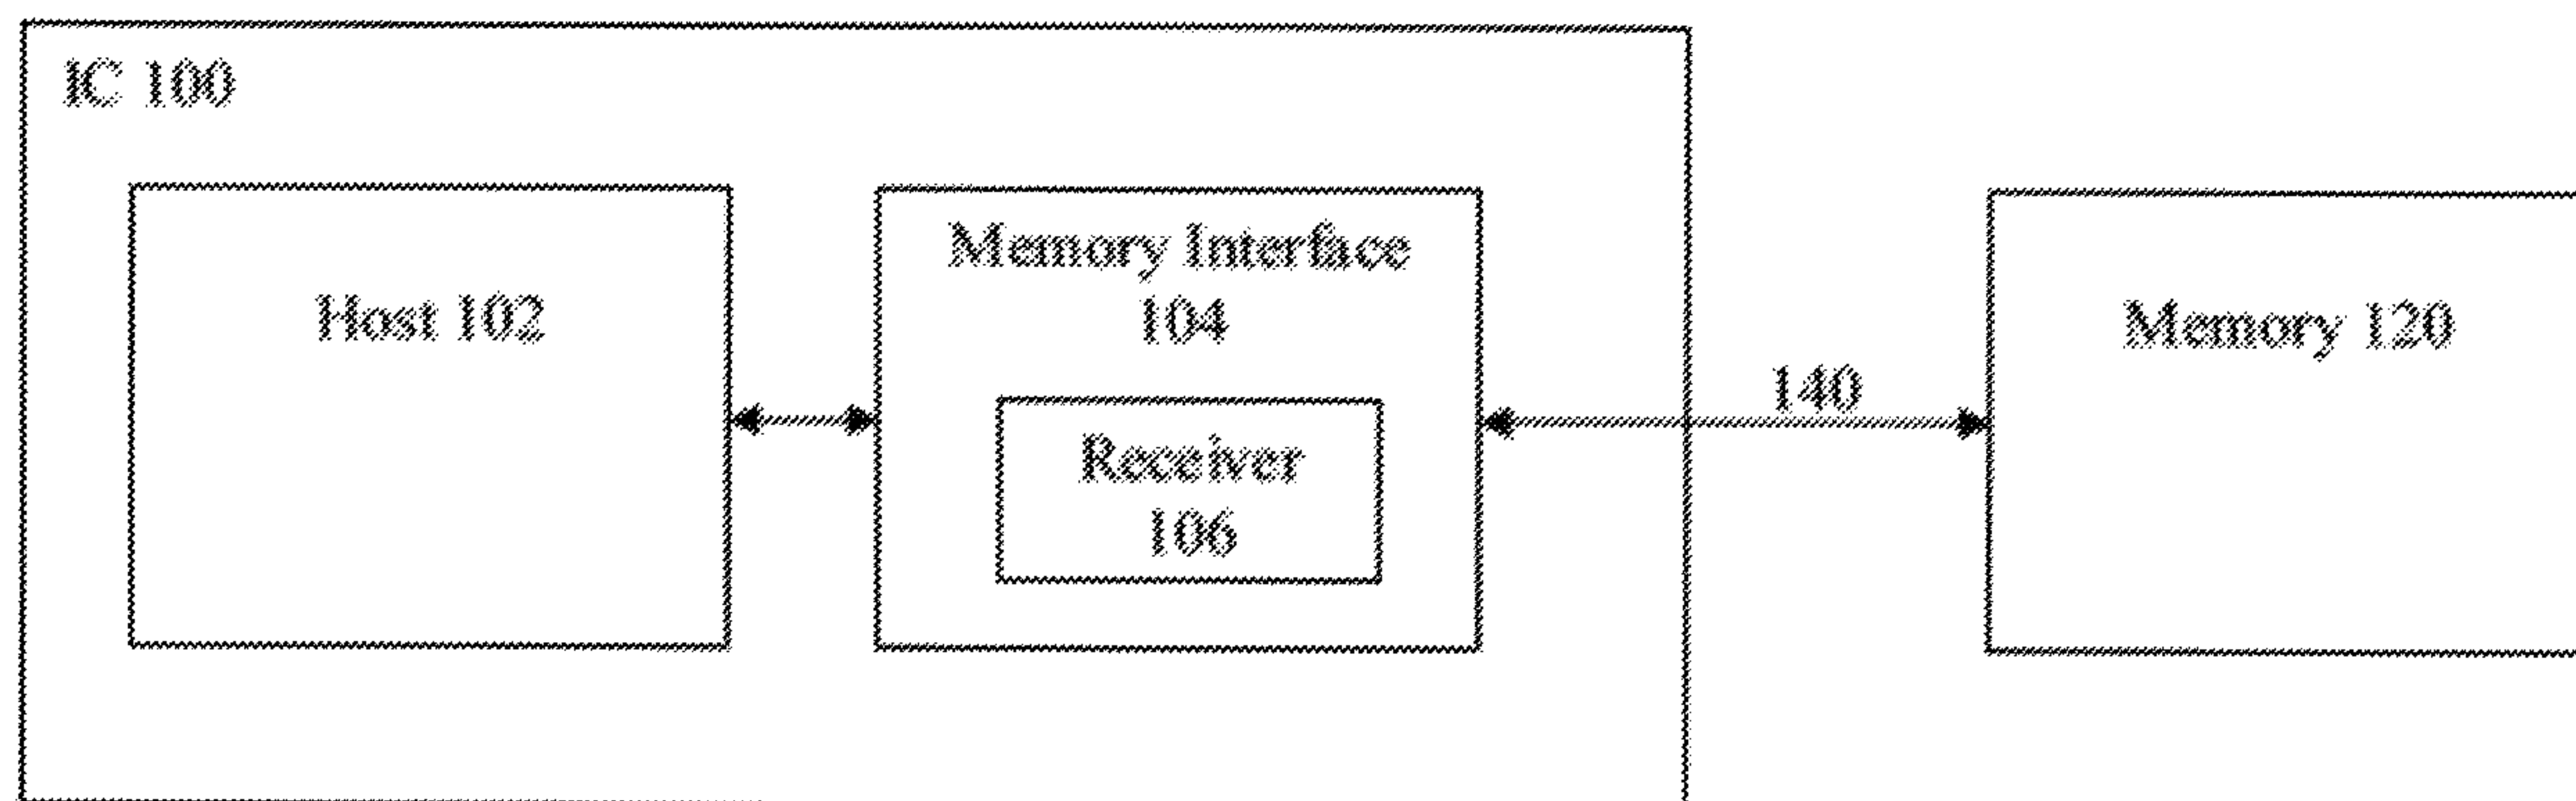 IC 100
Host 102
Memory Interface
104
Receiver
106
140
Memory 120